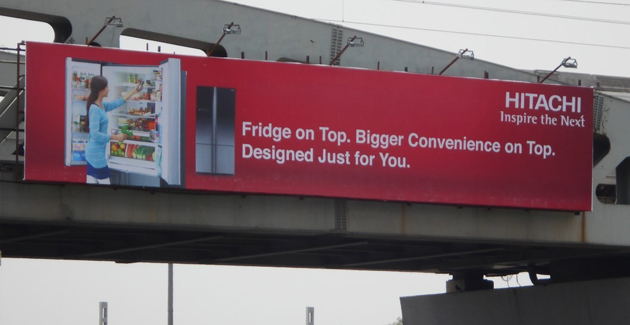 HITACHI
Inspire the Next
Fridge on Top. Bigger Convenience on Top.
Designed Just for You.